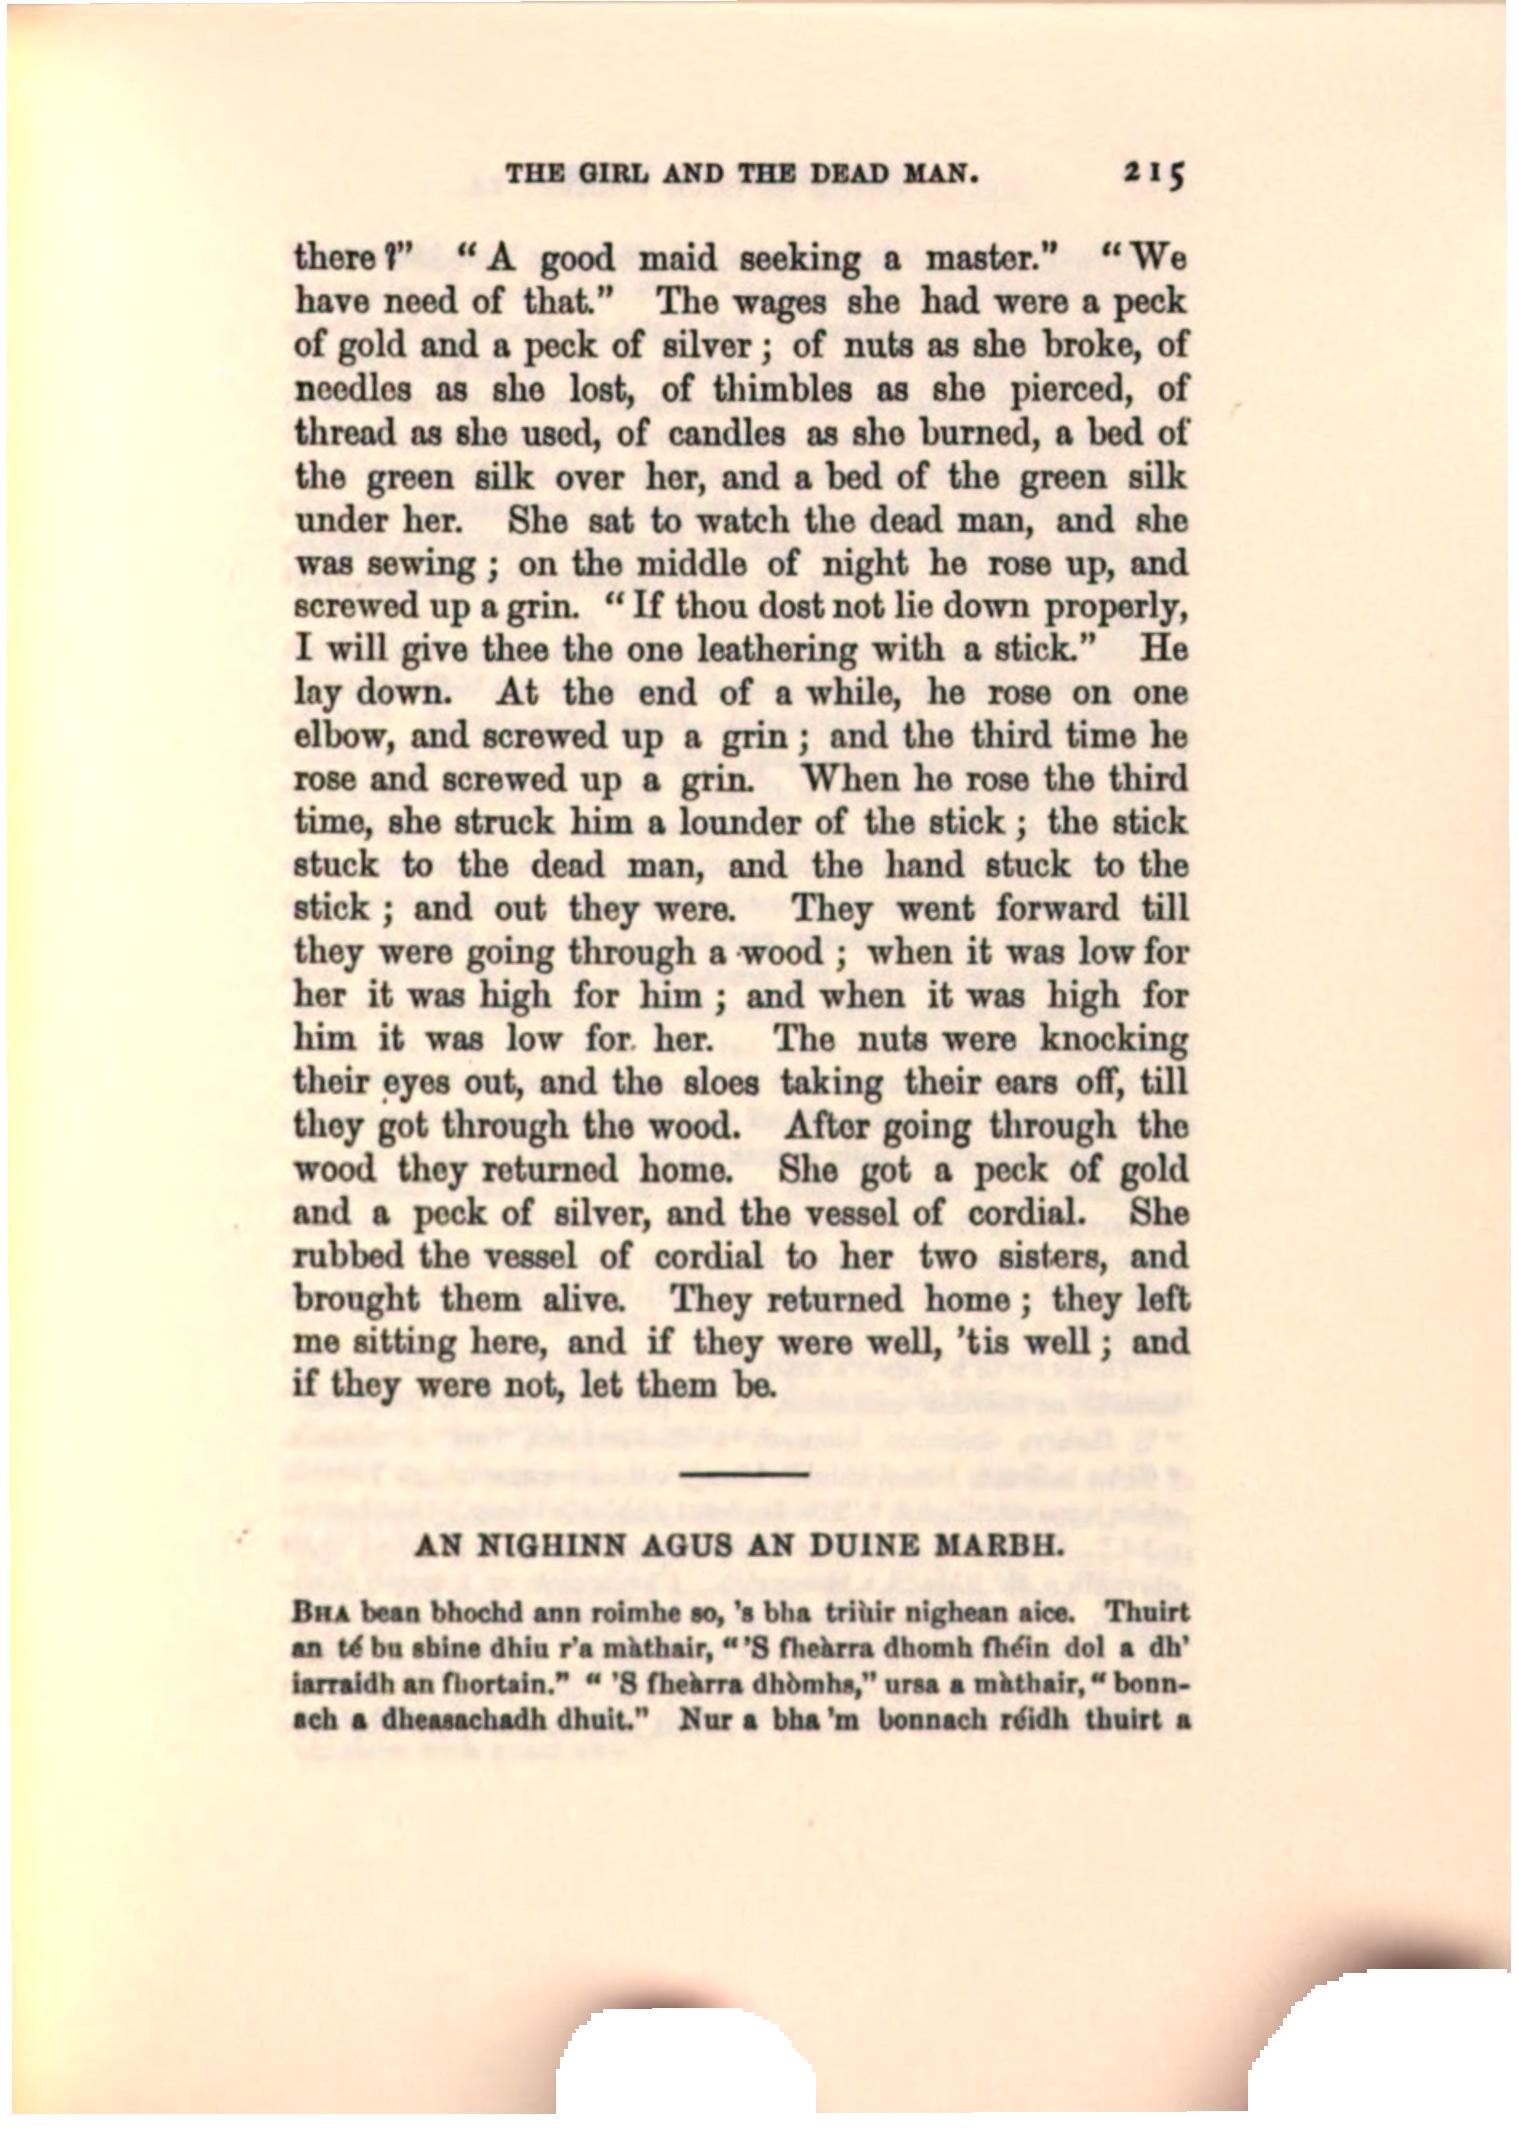 THE GIRL AND THE DEAD MAN. 215
there?" "A good maid seeking a master." "We
have need of that." The wages she had were a peck
of gold and a peck of silver; of nuts as she broke, of
needles as she lost, of thimbles as she pierced, of
thread as she used, of candles as she burned, a bed of
the green silk over her, and a bed of the green silk
under her. She sat to watch the dead man, and she
was sewing; on the middle of night he rose up, and
screwed up a grin. "If thou dost not lie down properly,
I will give thee the one leathering with a stick." He
lay down. At the end of a while, he rose on one
elbow, and screwed up a grin; and the third time he
rose and screwed up a grin. When he rose the third
time, she struck him a lounder of the stick; the stick
stuck to the dead man, and the hand stuck to the
stick; and out they were. They went forward till
they were going through a wood; when it was low for
her it was high for him; and when it was high for
him it was low for her. The nuts were knocking
their eyes out, and the sloes taking their ears off, till
they got through the wood. After going through the
wood they returned home. She got a peck of gold
and a peck of silver, and the vessel of cordial. She
rubbed the vessel of cordial to her two sisters, and
brought them alive. They returned home; they left
me sitting here, and if they were well, 'tis well; and
if they were not, let them be.
AN NIGHINN AGUS AN DUINE MARBH.
BHA bean bhochd ann roimhe so, 's bha triùir nighean aice. Thuirt
an té bu shine dhiu r'a màthair, "'S fheàrra dhomh fhéin dol a dh'
iarraidh an fhortain." "'S fheàrra dhòmhs," ursa a màthair, "bonn-
ach a dheasachadh dhuit." Nur a bha 'm bonnach réidh thuirt a